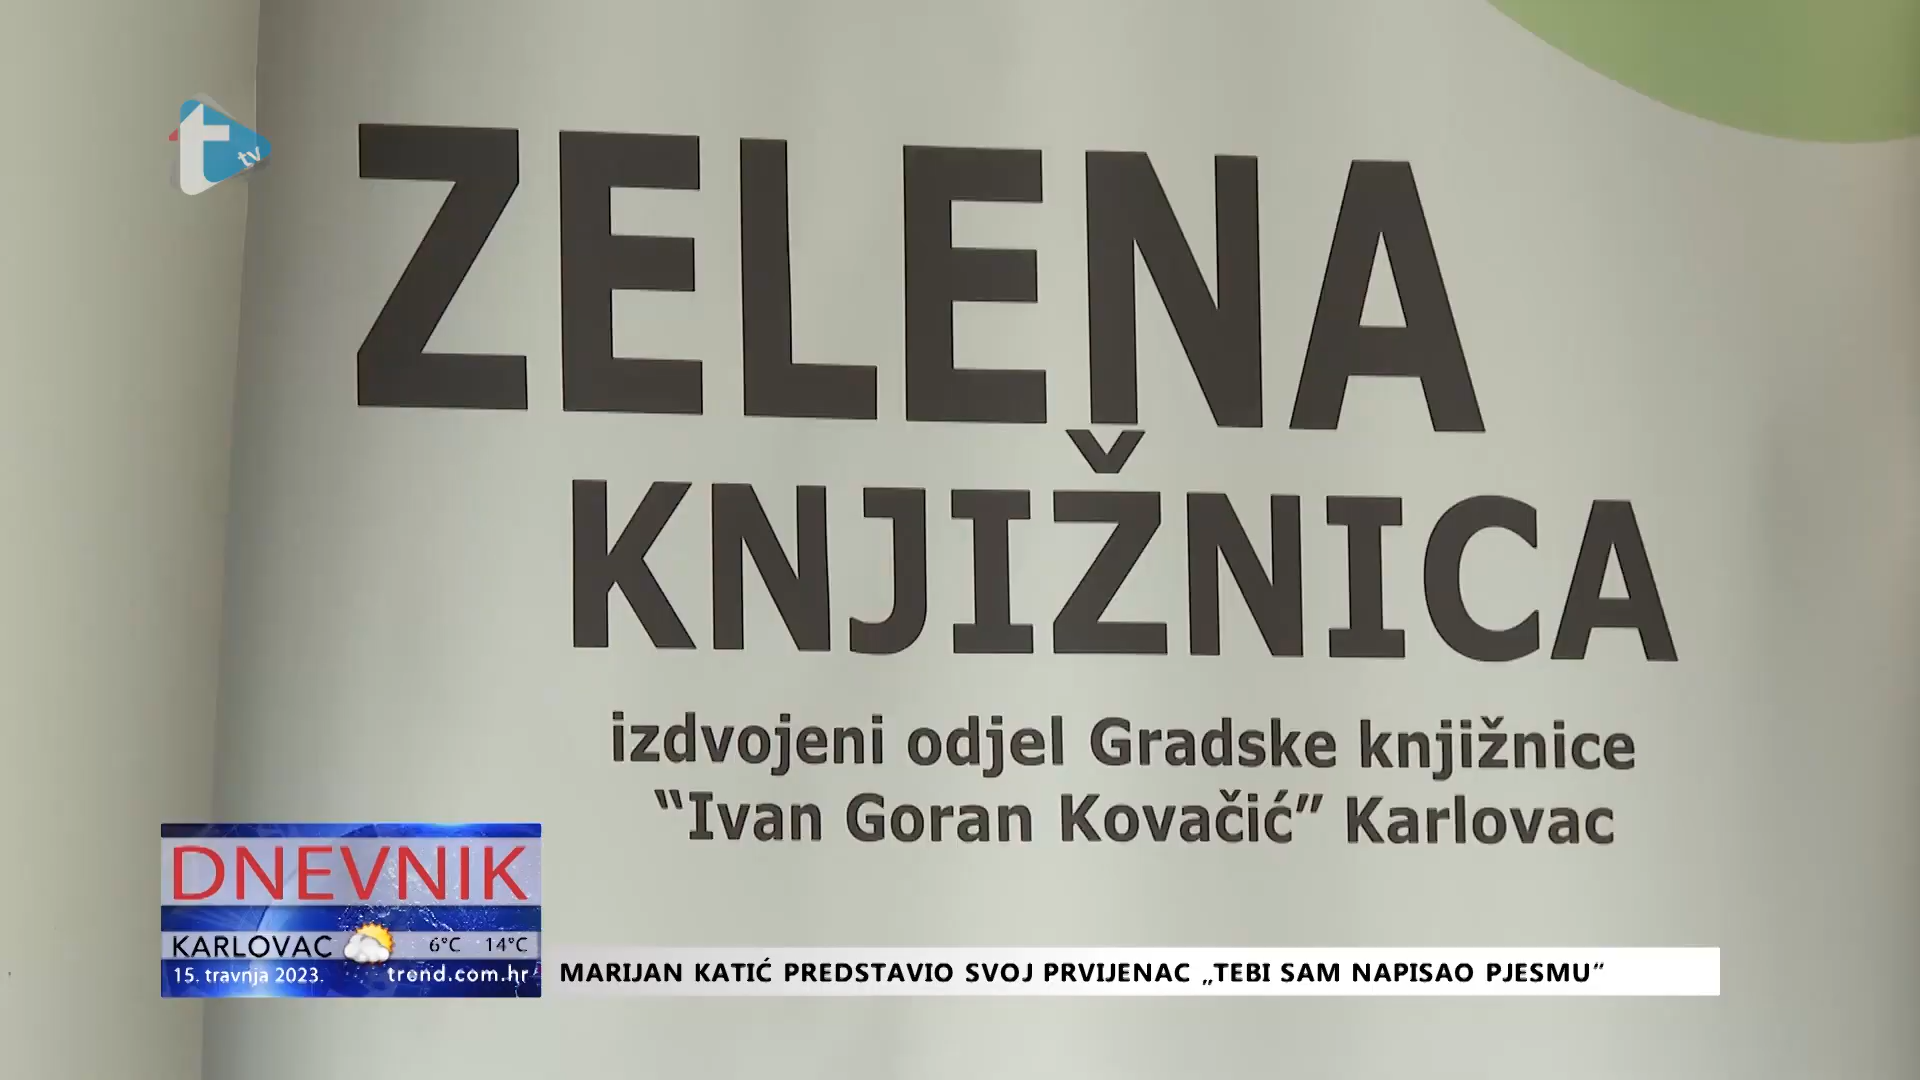 t tv
ZELENA
KNJIŽNICA
izdvojeni odjel Gradske knjižnice
“Ivan Goran Kovačić” Karlovac
DNEVNIK
KARLOVAC 6°C 14°C
15. travnja 2023. trend.com.hr
MARIJAN KATIĆ PREDSTAVIO SVOJ PRVIJENAC „TEBI SAM NAPISAO PJESMU“